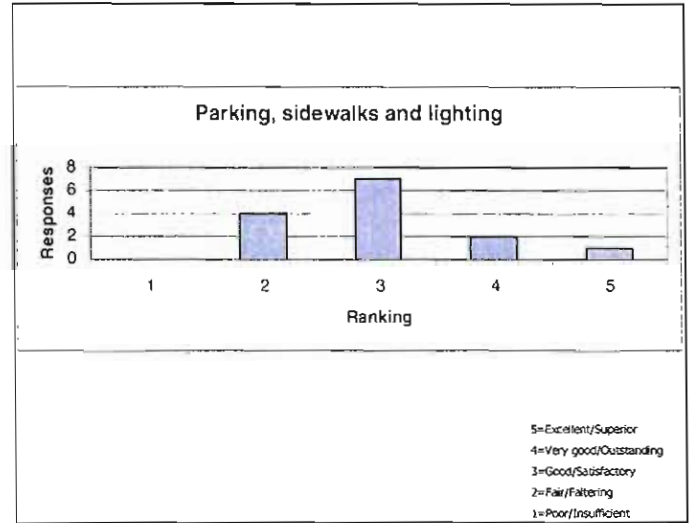 Parking, sidewalks and lighting
Responses
8
6
4
2
0
1 2 3 4 5
Ranking
5=Excellent/Superior
4=Very good/Outstanding
3=Good/Satisfactory
2=Fair/Faltering
1=Poor/Insufficient